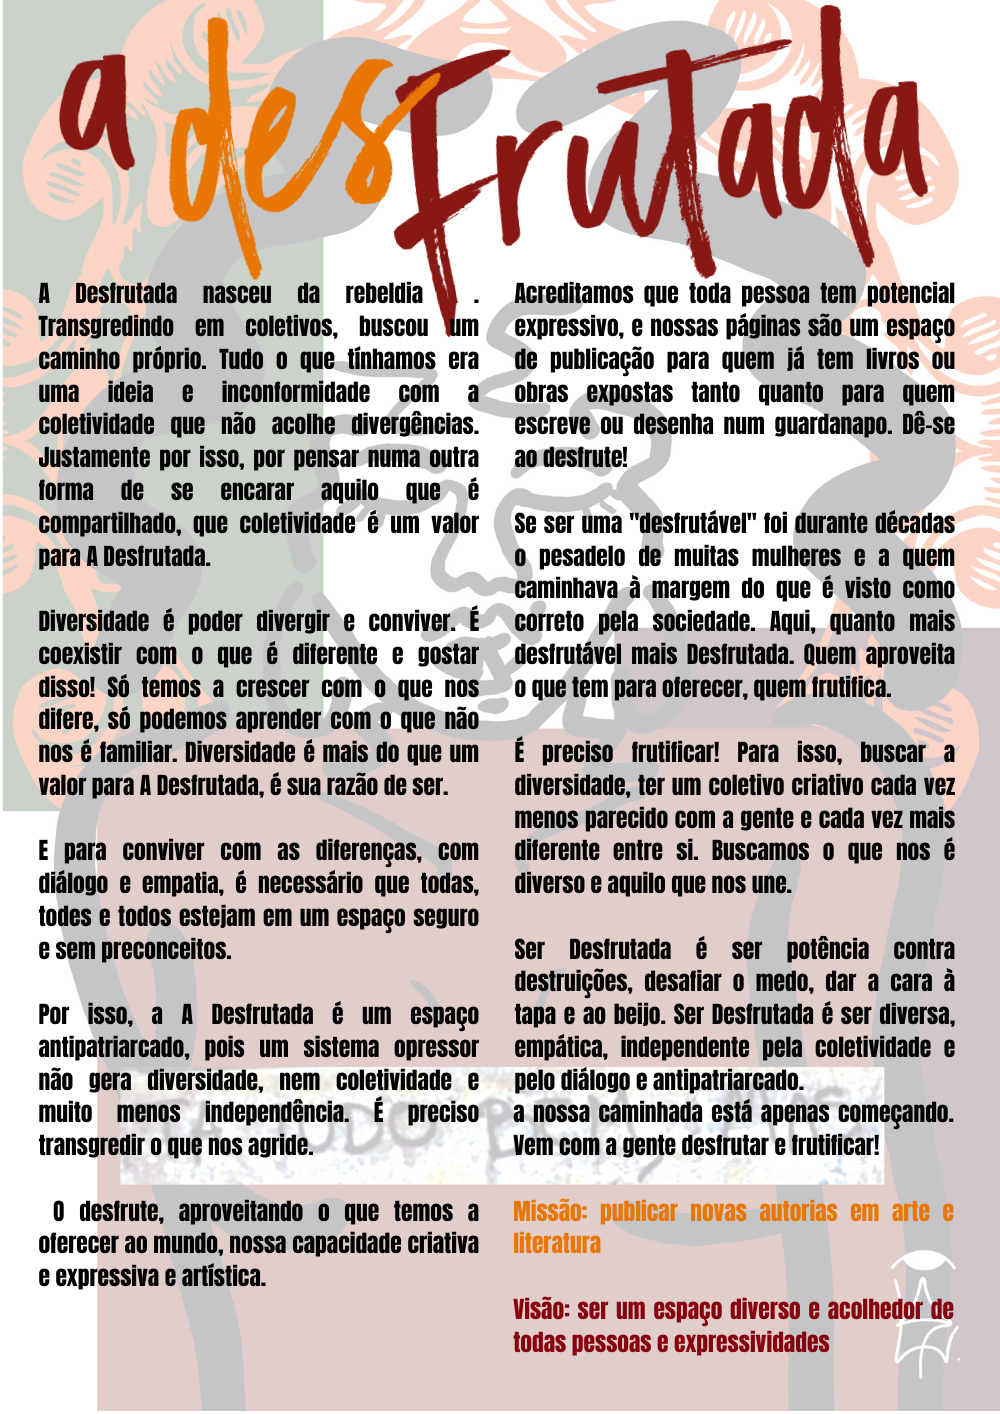 a desfrutada
A Desfrutada nasceu da rebeldia .
Transgredindo em coletivos, buscou um
caminho próprio. Tudo o que tínhamos era
uma ideia e inconformidade com a
coletividade que não acolhe divergências.
Justamente por isso, por pensar numa outra
forma de se encarar aquilo que é
compartilhado, que coletividade é um valor
para A Desfrutada.
Diversidade é poder divergir e conviver. É
coexistir com o que é diferente e gostar
disso! Só temos a crescer com o que nos
difere, só podemos aprender com o que não
nos é familiar. Diversidade é mais do que um
valor para A Desfrutada, é sua razão de ser.
E para conviver com as diferenças, com
diálogo e empatia, é necessário que todas,
todes e todos estejam em um espaço seguro
e sem preconceitos.
Por isso, a A Desfrutada é um espaço
antipatriarcado, pois um sistema opressor
não gera diversidade, nem coletividade e
muito menos independência. É preciso
transgredir o que nos agride.
O desfrute, aproveitando o que temos a
oferecer ao mundo, nossa capacidade criativa
e expressiva e artística.
Acreditamos que toda pessoa tem potencial
expressivo, e nossas páginas são um espaço
de publicação para quem já tem livros ou
obras expostas tanto quanto para quem
escreve ou desenha num guardanapo. Dê-se
ao desfrute!
Se ser uma "desfrutável" foi durante décadas
o pesadelo de muitas mulheres e a quem
caminhava à margem do que é visto como
correto pela sociedade. Aqui, quanto mais
desfrutável mais Desfrutada. Quem aproveita
o que tem para oferecer, quem frutifica.
É preciso frutificar! Para isso, buscar a
diversidade, ter um coletivo criativo cada vez
menos parecido com a gente e cada vez mais
diferente entre si. Buscamos o que nos é
diverso e aquilo que nos une.
Ser Desfrutada é ser potência contra
destruições, desafiar o medo, dar a cara à
tapa e ao beijo. Ser Desfrutada é ser diversa,
empática, independente pela coletividade e
pelo diálogo e antipatriarcado.
a nossa caminhada está apenas começando.
Vem com a gente desfrutar e frutificar!
Missão: publicar novas autorias em arte e
literatura
Visão: ser um espaço diverso e acolhedor de
todas pessoas e expressividades